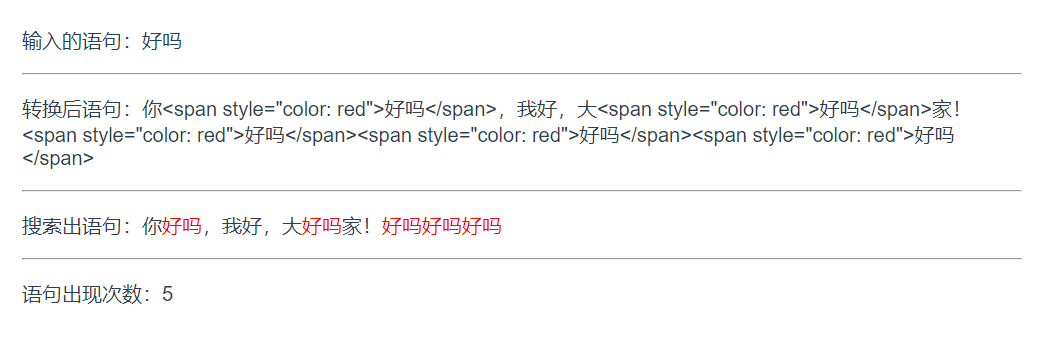 输入的语句：好吗
转换后语句：你<span style="color: red">好吗</span>，我好，大<span style="color: red">好吗</span>家！
<span style="color: red">好吗</span><span style="color: red">好吗</span><span style="color: red">好吗
</span>
搜索出语句：你好吗，我好，大好吗家！好吗好吗好吗
语句出现次数：5